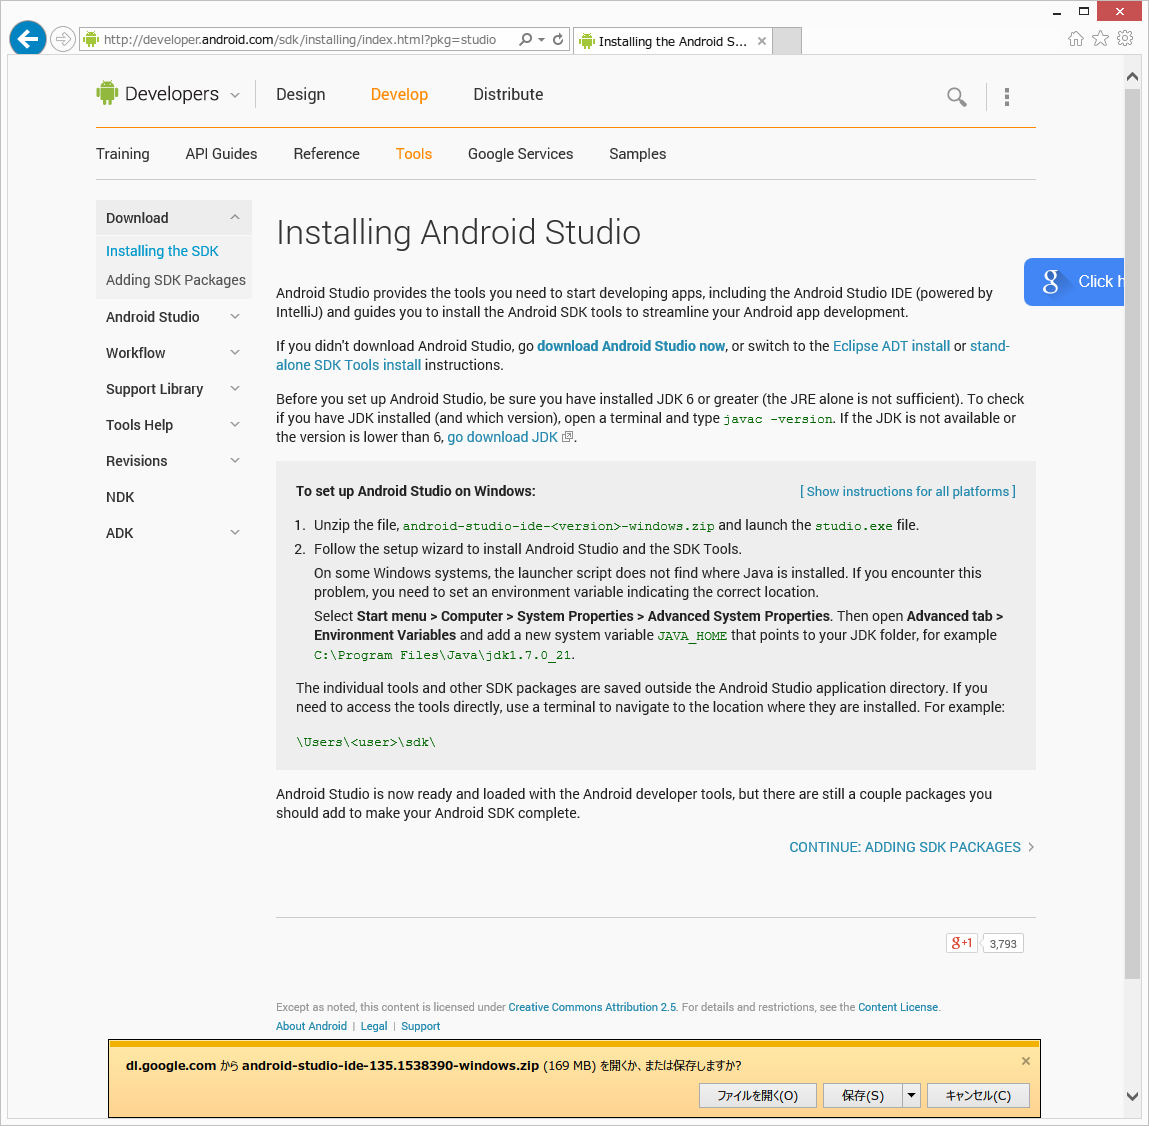 http://developer.android.com/sdk/installing/index.html?pkg=studio
Installing the Android S...
Developers
Design
Develop
Distribute
Training
API Guides
Reference
Tools
Google Services
Samples
Download
Installing the SDK
Adding SDK Packages
Android Studio
Workflow
Support Library
Tools Help
Revisions
NDK
ADK
Installing Android Studio
g Click h
Android Studio provides the tools you need to start developing apps, including the Android Studio IDE (powered by
IntelliJ) and guides you to install the Android SDK tools to streamline your Android app development.
If you didn't download Android Studio, go download Android Studio now, or switch to the Eclipse ADT install or stand-
alone SDK Tools install instructions.
Before you set up Android Studio, be sure you have installed JDK 6 or greater (the JRE alone is not sufficient). To check
if you have JDK installed (and which version), open a terminal and type javac -version. If the JDK is not available or
the version is lower than 6, go download JDK.
To set up Android Studio on Windows:
[ Show instructions for all platforms ]
1. Unzip the file, android-studio-ide-<version>-windows.zip and launch the studio.exe file.
2. Follow the setup wizard to install Android Studio and the SDK Tools.
On some Windows systems, the launcher script does not find where Java is installed. If you encounter this
problem, you need to set an environment variable indicating the correct location.
Select Start menu > Computer > System Properties > Advanced System Properties. Then open Advanced tab >
Environment Variables and add a new system variable JAVA_HOME that points to your JDK folder, for example
C:\Program Files\Java\jdk1.7.0_21.
The individual tools and other SDK packages are saved outside the Android Studio application directory. If you
need to access the tools directly, use a terminal to navigate to the location where they are installed. For example:
\Users\<user>\sdk\
Android Studio is now ready and loaded with the Android developer tools, but there are still a couple packages you
should add to make your Android SDK complete.
CONTINUE: ADDING SDK PACKAGES
g+1
3,793
Except as noted, this content is licensed under Creative Commons Attribution 2.5. For details and restrictions, see the Content License.
About Android | Legal | Support
dl.google.com から android-studio-ide-135.1538390-windows.zip (169 MB) を開くか、または保存しますか?
ファイルを開く(O)
保存(S)
キャンセル(C)